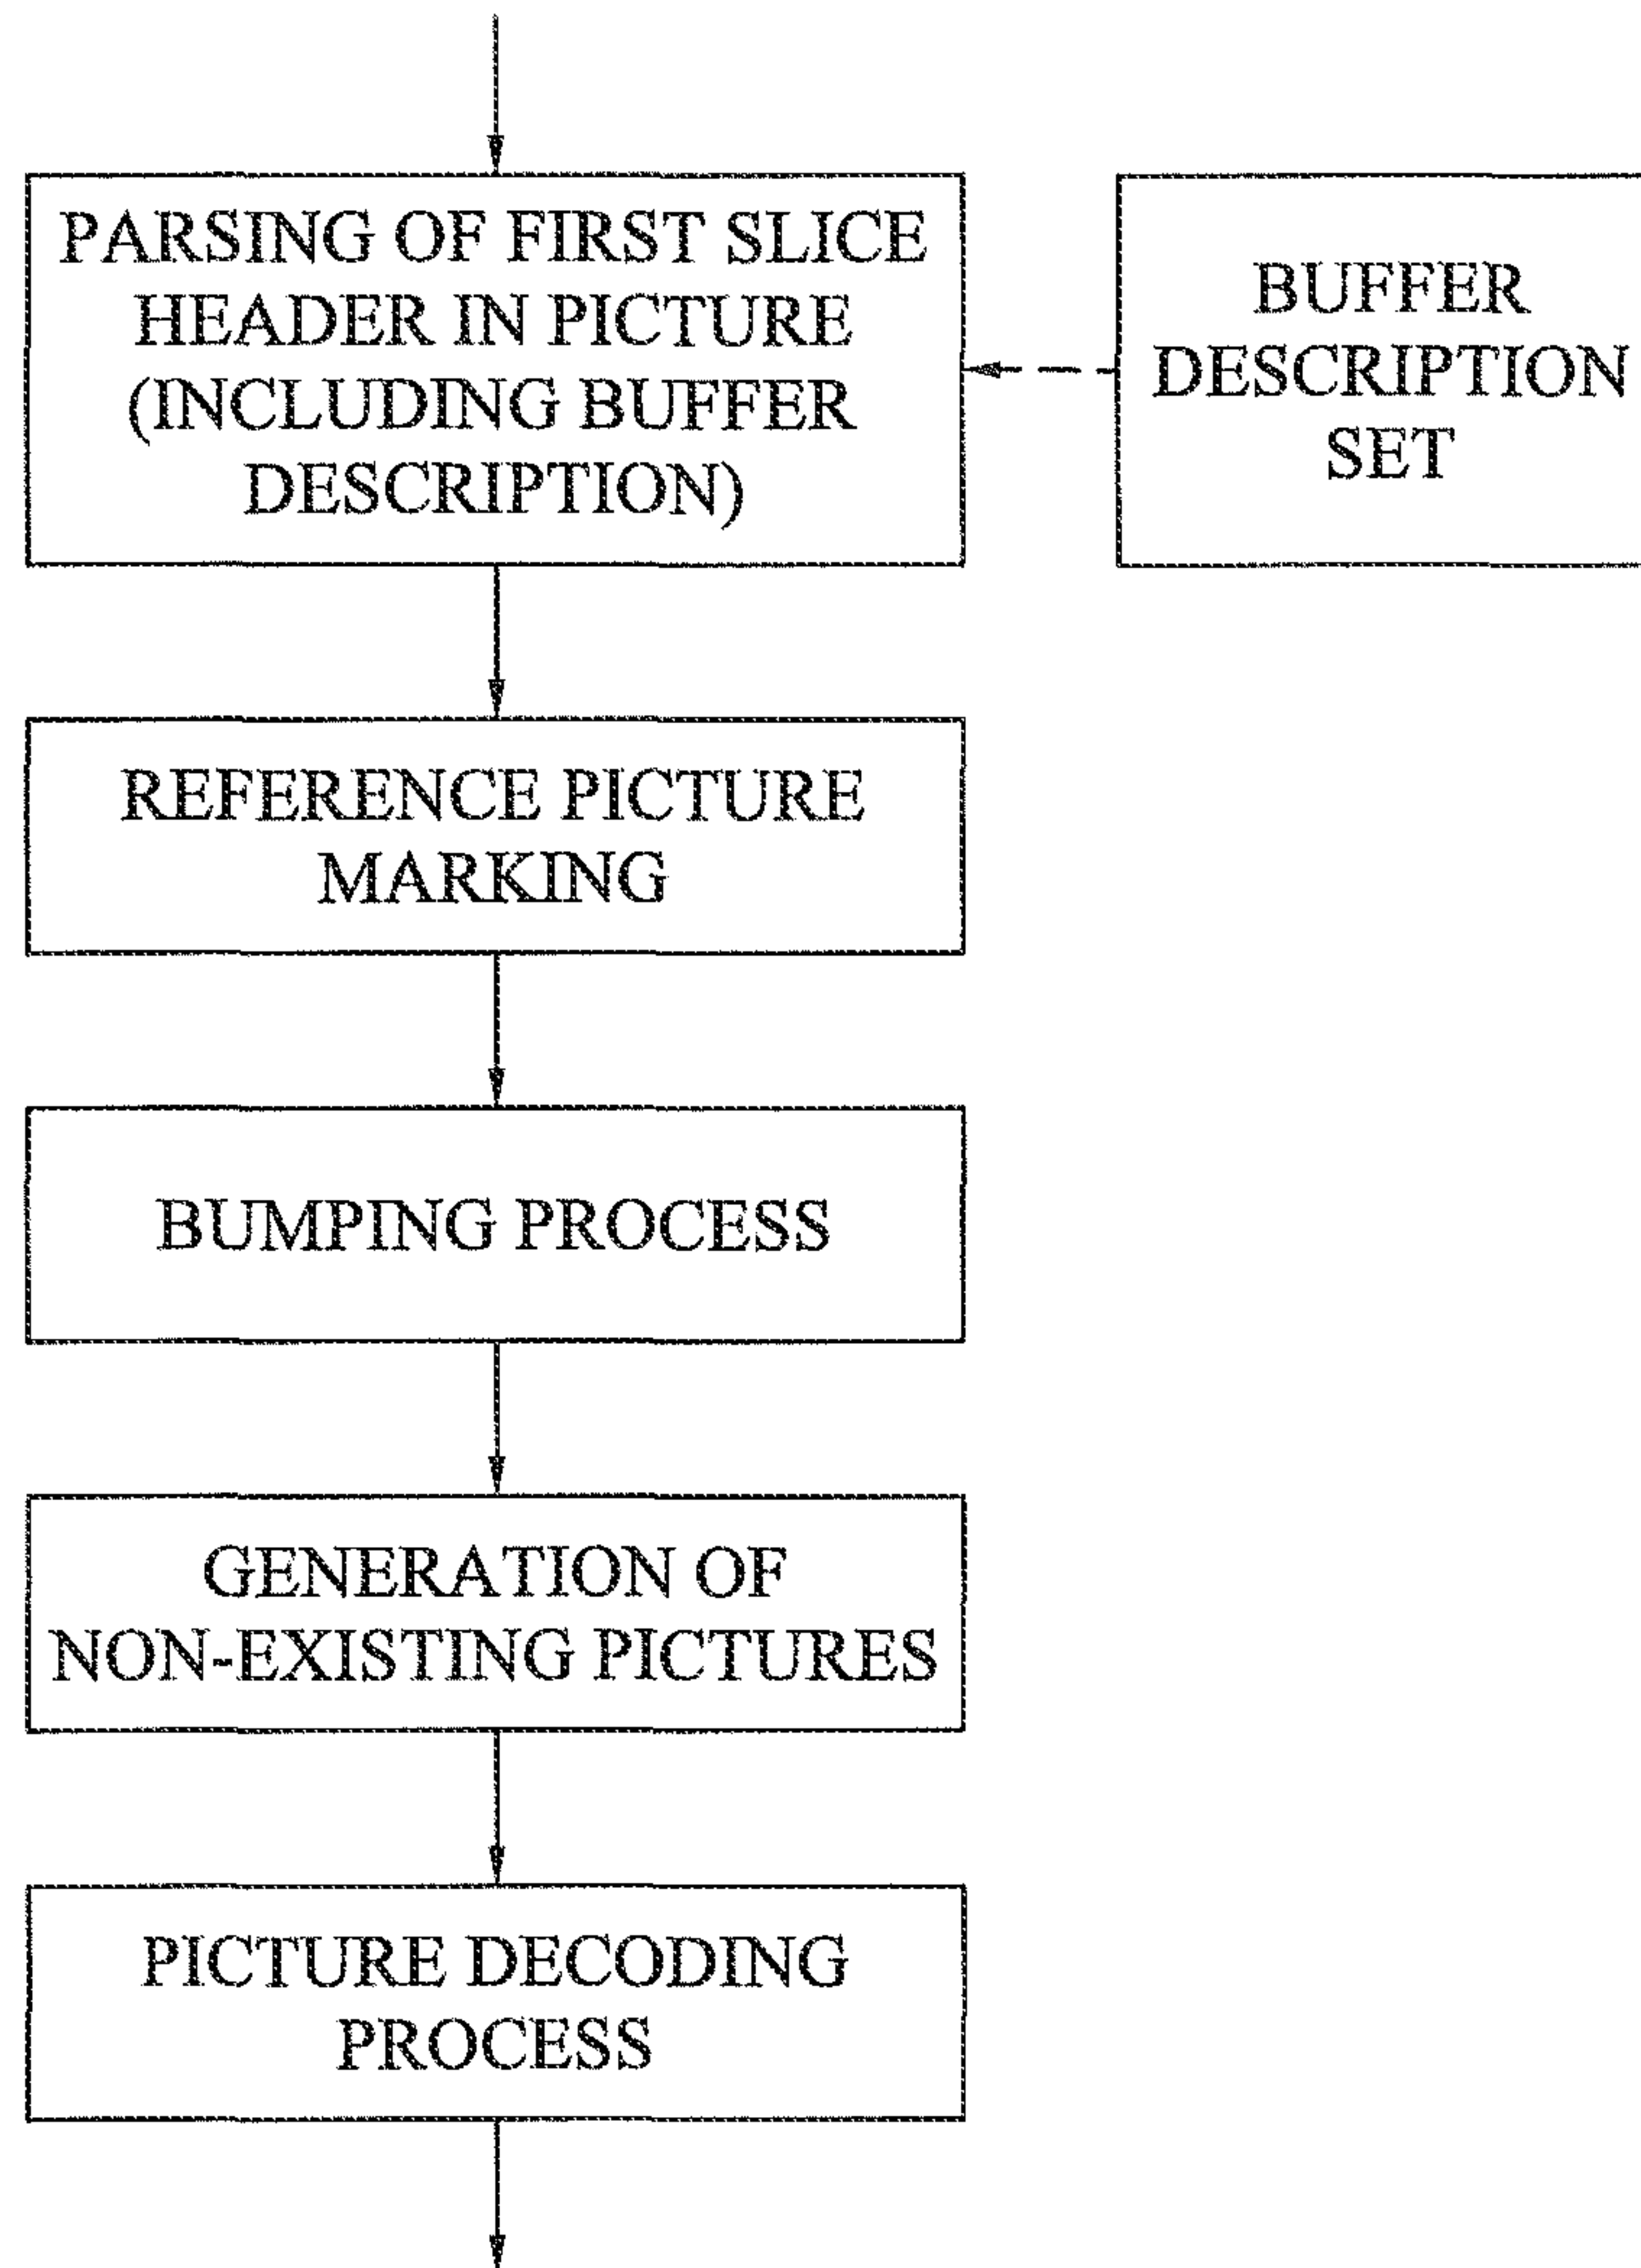 PARSING OF FIRST SLICE
HEADER IN PICTURE
(INCLUDING BUFFER
DESCRIPTION)
BUFFER
DESCRIPTION
SET
REFERENCE PICTURE
MARKING
BUMPING PROCESS
GENERATION OF
NON-EXISTING PICTURES
PICTURE DECODING
PROCESS